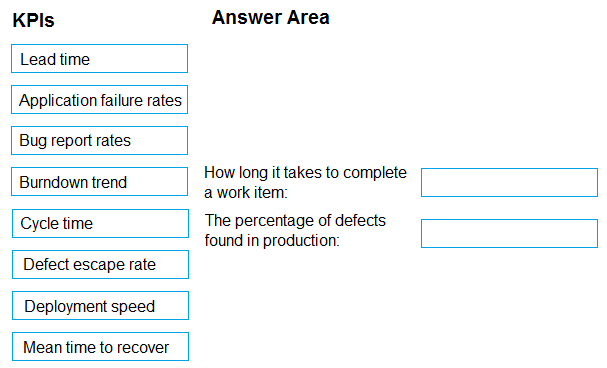 KPIs
Lead time
Application failure rates
Bug report rates
Burndown trend
Cycle time
Defect escape rate
Deployment speed
Mean time to recover
Answer Area
How long it takes to complete
a work item:
The percentage of defects
found in production: